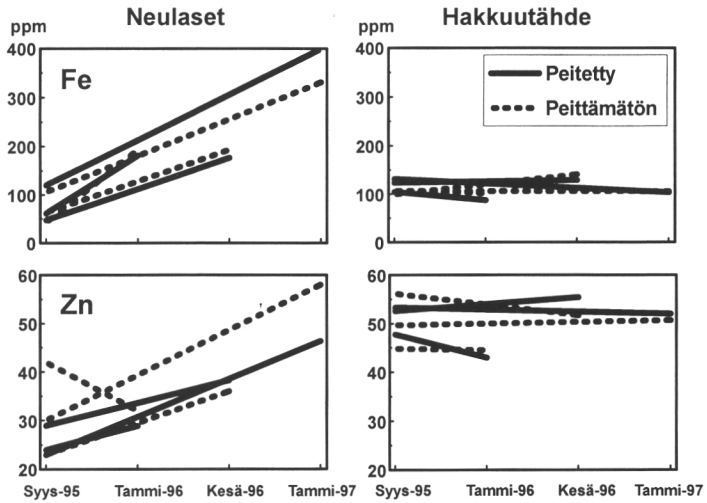 Neulaset
Hakkuutähde
ppm
ppm
400
300
200
100
0
Fe
400
300
200
100
0
Peitetty
Peittämätön
60
50
40
30
20
Zn
60
50
40
30
20
Syys-95 Tammi-96 Kesä-96 Tammi-97
Syys-95 Tammi-96 Kesä-96 Tammi-97